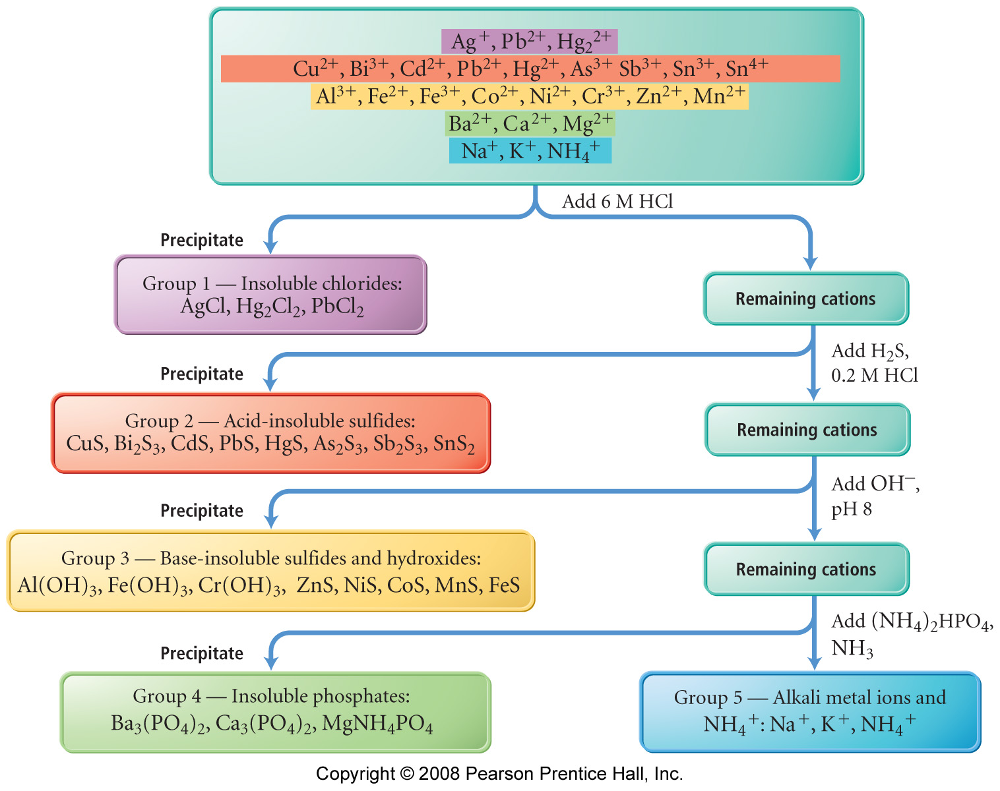 Ag⁺, Pb²⁺, Hg₂²⁺
Cu²⁺, Bi³⁺, Cd²⁺, Pb²⁺, Hg²⁺, As³⁺ Sb³⁺, Sn³⁺, Sn⁴⁺
Al³⁺, Fe²⁺, Fe³⁺, Co²⁺, Ni²⁺, Cr³⁺, Zn²⁺, Mn²⁺
Ba²⁺, Ca²⁺, Mg²⁺
Na⁺, K⁺, NH₄⁺
Add 6 M HCl
Precipitate
Group 1 — Insoluble chlorides:
AgCl, Hg₂Cl₂, PbCl₂
Remaining cations
Add H₂S,
0.2 M HCl
Precipitate
Group 2 — Acid-insoluble sulfides:
CuS, Bi₂S₃, CdS, PbS, HgS, As₂S₃, Sb₂S₃, SnS₂
Remaining cations
Add OH⁻,
pH 8
Precipitate
Group 3 — Base-insoluble sulfides and hydroxides:
Al(OH)₃, Fe(OH)₃, Cr(OH)₃, ZnS, NiS, CoS, MnS, FeS
Remaining cations
Add (NH₄)₂HPO₄,
NH₃
Precipitate
Group 4 — Insoluble phosphates:
Ba₃(PO₄)₂, Ca₃(PO₄)₂, MgNH₄PO₄
Group 5 — Alkali metal ions and
NH₄⁺: Na⁺, K⁺, NH₄⁺
Copyright © 2008 Pearson Prentice Hall, Inc.